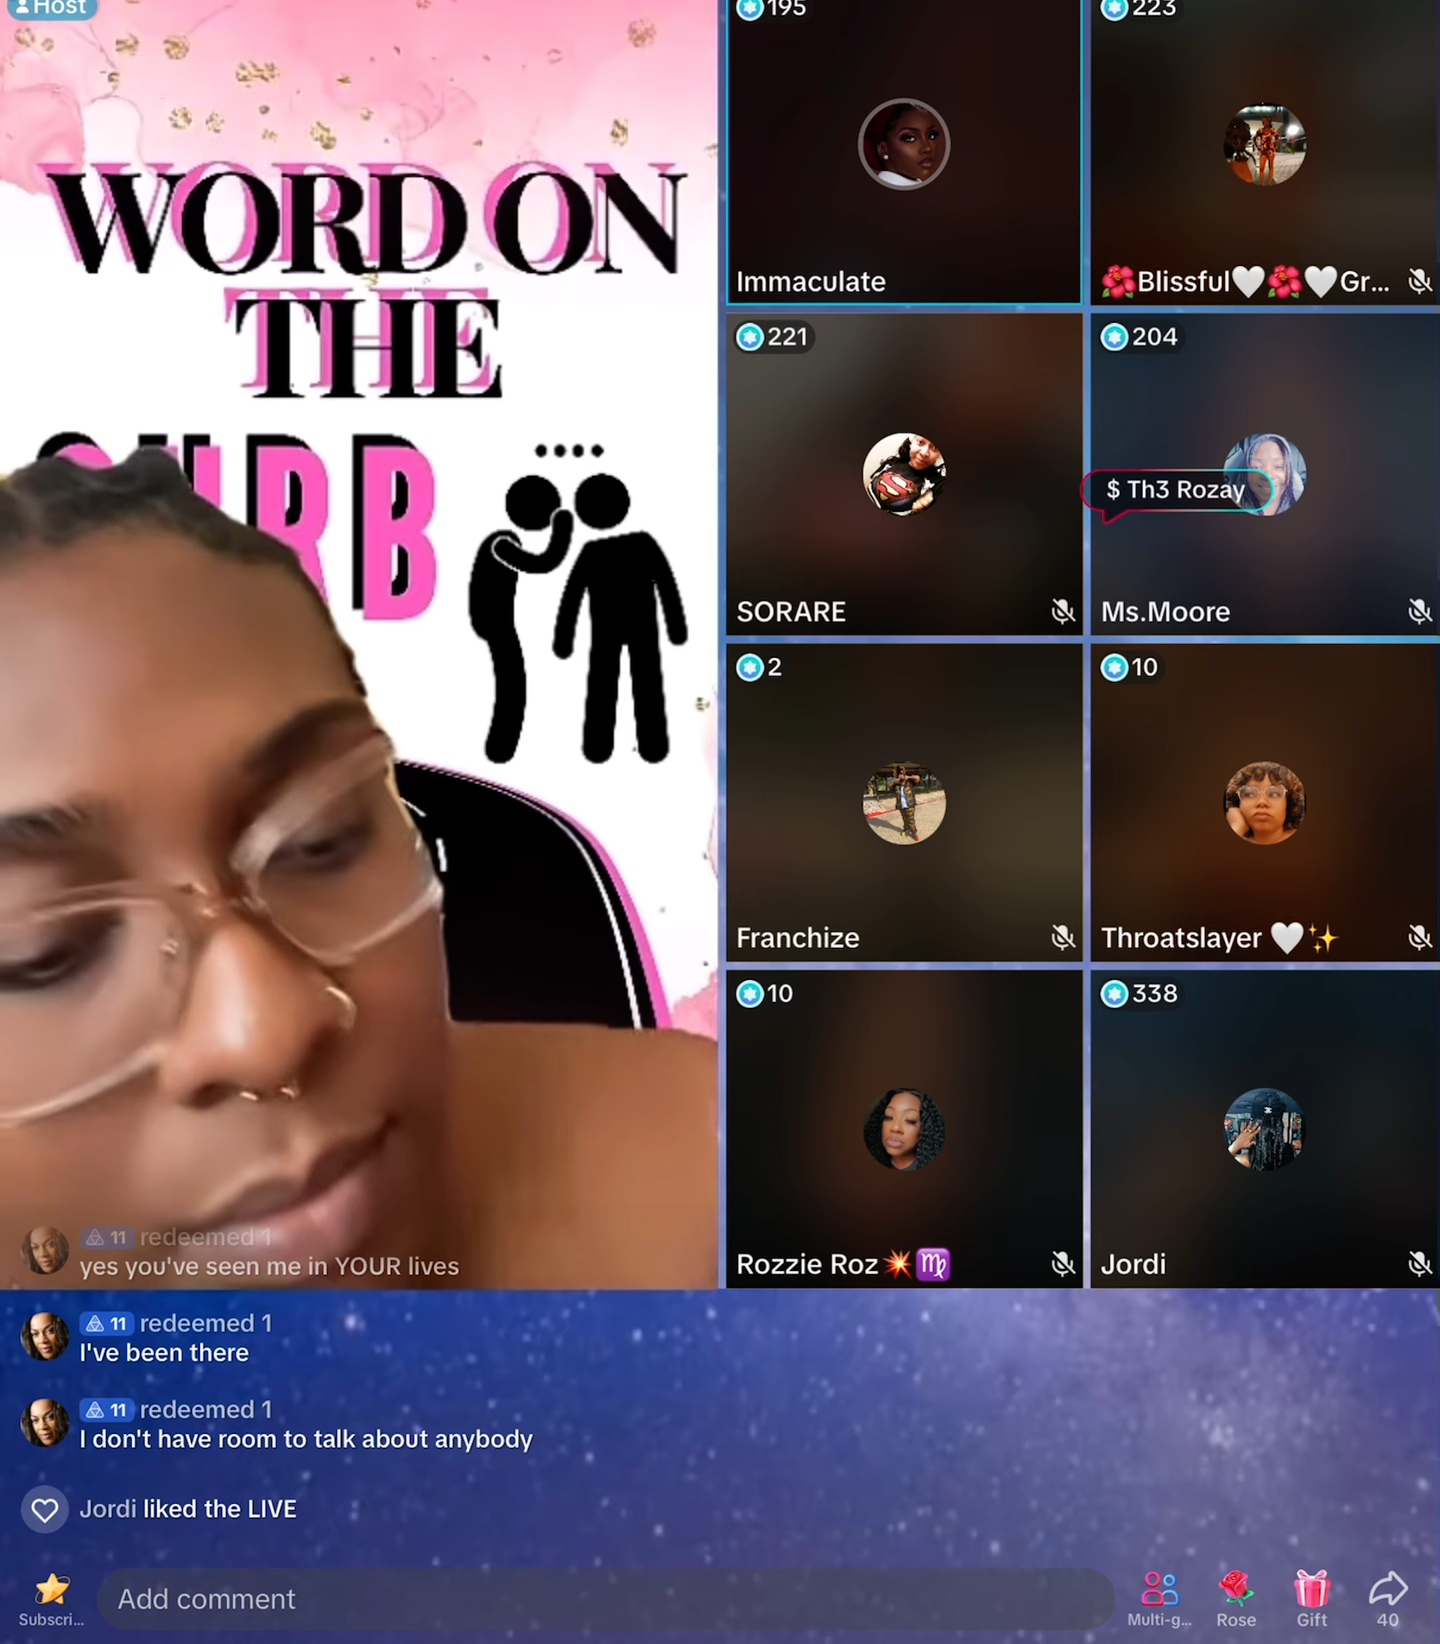 Host
WORD ON
THE
CURB
195
Immaculate
223
🌺Blissful🤍🌺🤍Gr...
221
SORARE
204
$ Th3 Rozay
Ms.Moore
2
Franchize
10
Throatslayer 🤍✨
10
Rozzie Roz💥♍
338
Jordi
11 redeemed 1
yes you've seen me in YOUR lives
11 redeemed 1
I've been there
11 redeemed 1
I don't have room to talk about anybody
Jordi liked the LIVE
Subscri...
Add comment
Multi-g...
Rose
Gift
40